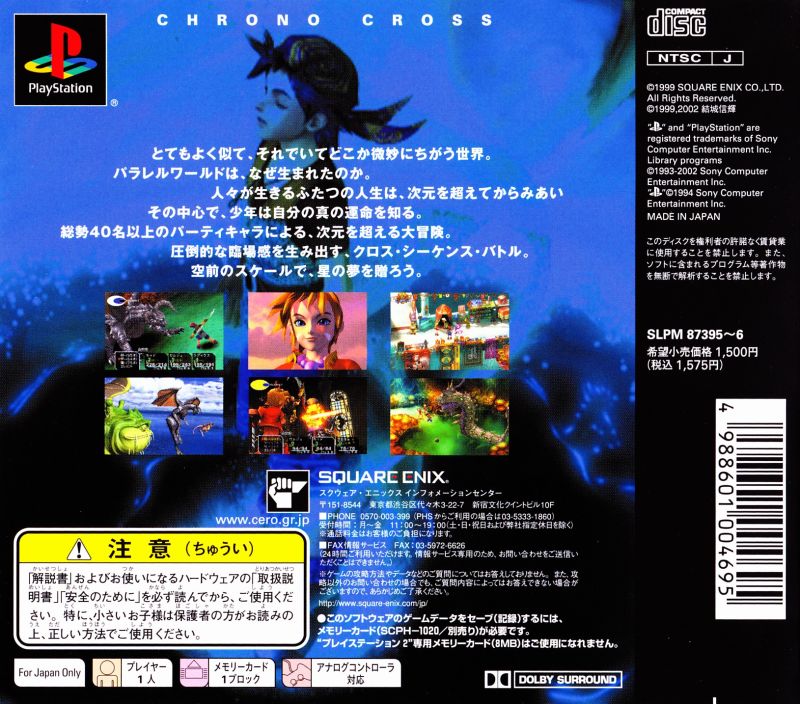 CHRONO CROSS
PlayStation
®
とてもよく似て、それでいてどこか微妙にちがう世界。
パラレルワールドは、なぜ生まれたのか。
人々が生きるふたつの人生は、次元を超えてからみあい
その中心で、少年は自分の真の運命を知る。
総勢40名以上のパーティキャラによる、次元を超える大冒険。
圧倒的な臨場感を生み出す、クロス・シーケンス・バトル。
空前のスケールで、星の夢を贈ろう。
www.cero.gr.jp
SQUARE ENIX®
スクウェア・エニックス インフォメーションセンター
〒151-8544 東京都渋谷区代々木3-22-7 新宿文化クイントビル10F
■PHONE 0570-003-399 (PHSからご利用の場合は03-5333-1860)
受付時間:月〜金 11:00〜19:00(土・日・祝および弊社指定休日を除く)
※通話料金はお客様のご負担になります。
■FAX情報サービス FAX 03-5972-6626
(24時間ご利用いただけます。情報サービス専用のため、お問い合わせをご送信い
ただくことはできません。)
※ゲームの攻略方法やデータなどのご質問についてはお答えしておりません。また、攻
略以外のお問い合わせの場合でも、ご質問内容によってはお答えできない場合が
ございますので、あらかじめご了承ください。
http://www.square-enix.com/jp/
●このソフトウェアのゲームデータをセーブ(記録)するには、
メモリーカード(SCPH-1020/別売り)が必要です。
“プレイステーション 2”専用メモリーカード(8MB)はご使用になれません。
注意(ちゅうい)
「解説書」およびお使いになるハードウェアの「取扱説
明書」「安全のために」を必ず読んでから、ご使用くださ
い。特に、小さいお子様は保護者の方がお読みの
上、正しい方法でご使用ください。
For Japan Only
プレイヤー
1人
メモリーカード
1ブロック
アナログコントローラ
対応
DOLBY SURROUND
COMPACT
disc
NTSC J
©1999 SQUARE ENIX CO.,LTD.
All Rights Reserved.
©1999,2002 結城信輝
“ ” and “PlayStation” are
registered trademarks of Sony
Computer Entertainment Inc.
Library programs
©1993-2002 Sony Computer
Entertainment Inc.
“ ”©1994 Sony Computer
Entertainment Inc.
MADE IN JAPAN
このディスクを権利者の許諾なく賃貸業
に使用することを禁止します。また、
ソフトに含まれるプログラム等著作物
を無断で解析することを禁止します。
SLPM 87395〜6
希望小売価格 1,500円
(税込 1,575円)
4 988601 004695